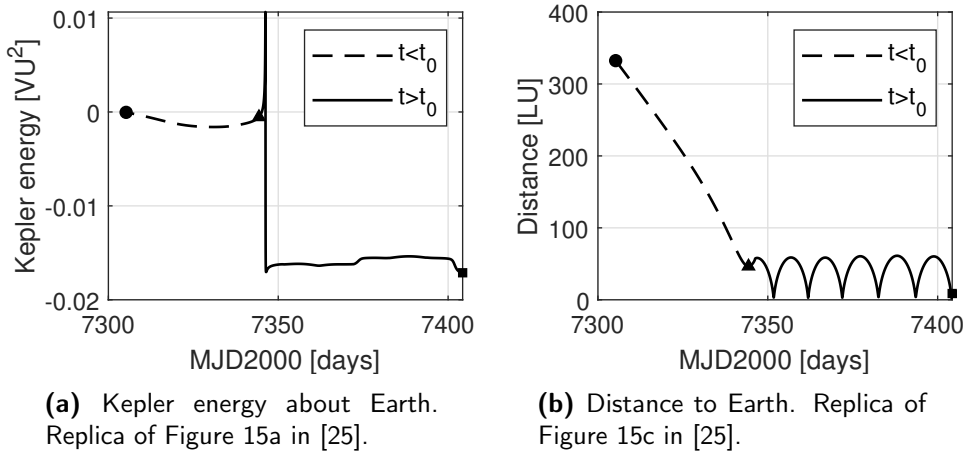 0.01
0
-0.01
-0.02
Kepler energy [VU²]
t<t₀
t>t₀
7300
7350
7400
MJD2000 [days]
(a) Kepler energy about Earth.
Replica of Figure 15a in [25].
400
300
200
100
0
Distance [LU]
t<t₀
t>t₀
7300
7350
7400
MJD2000 [days]
(b) Distance to Earth. Replica of
Figure 15c in [25].